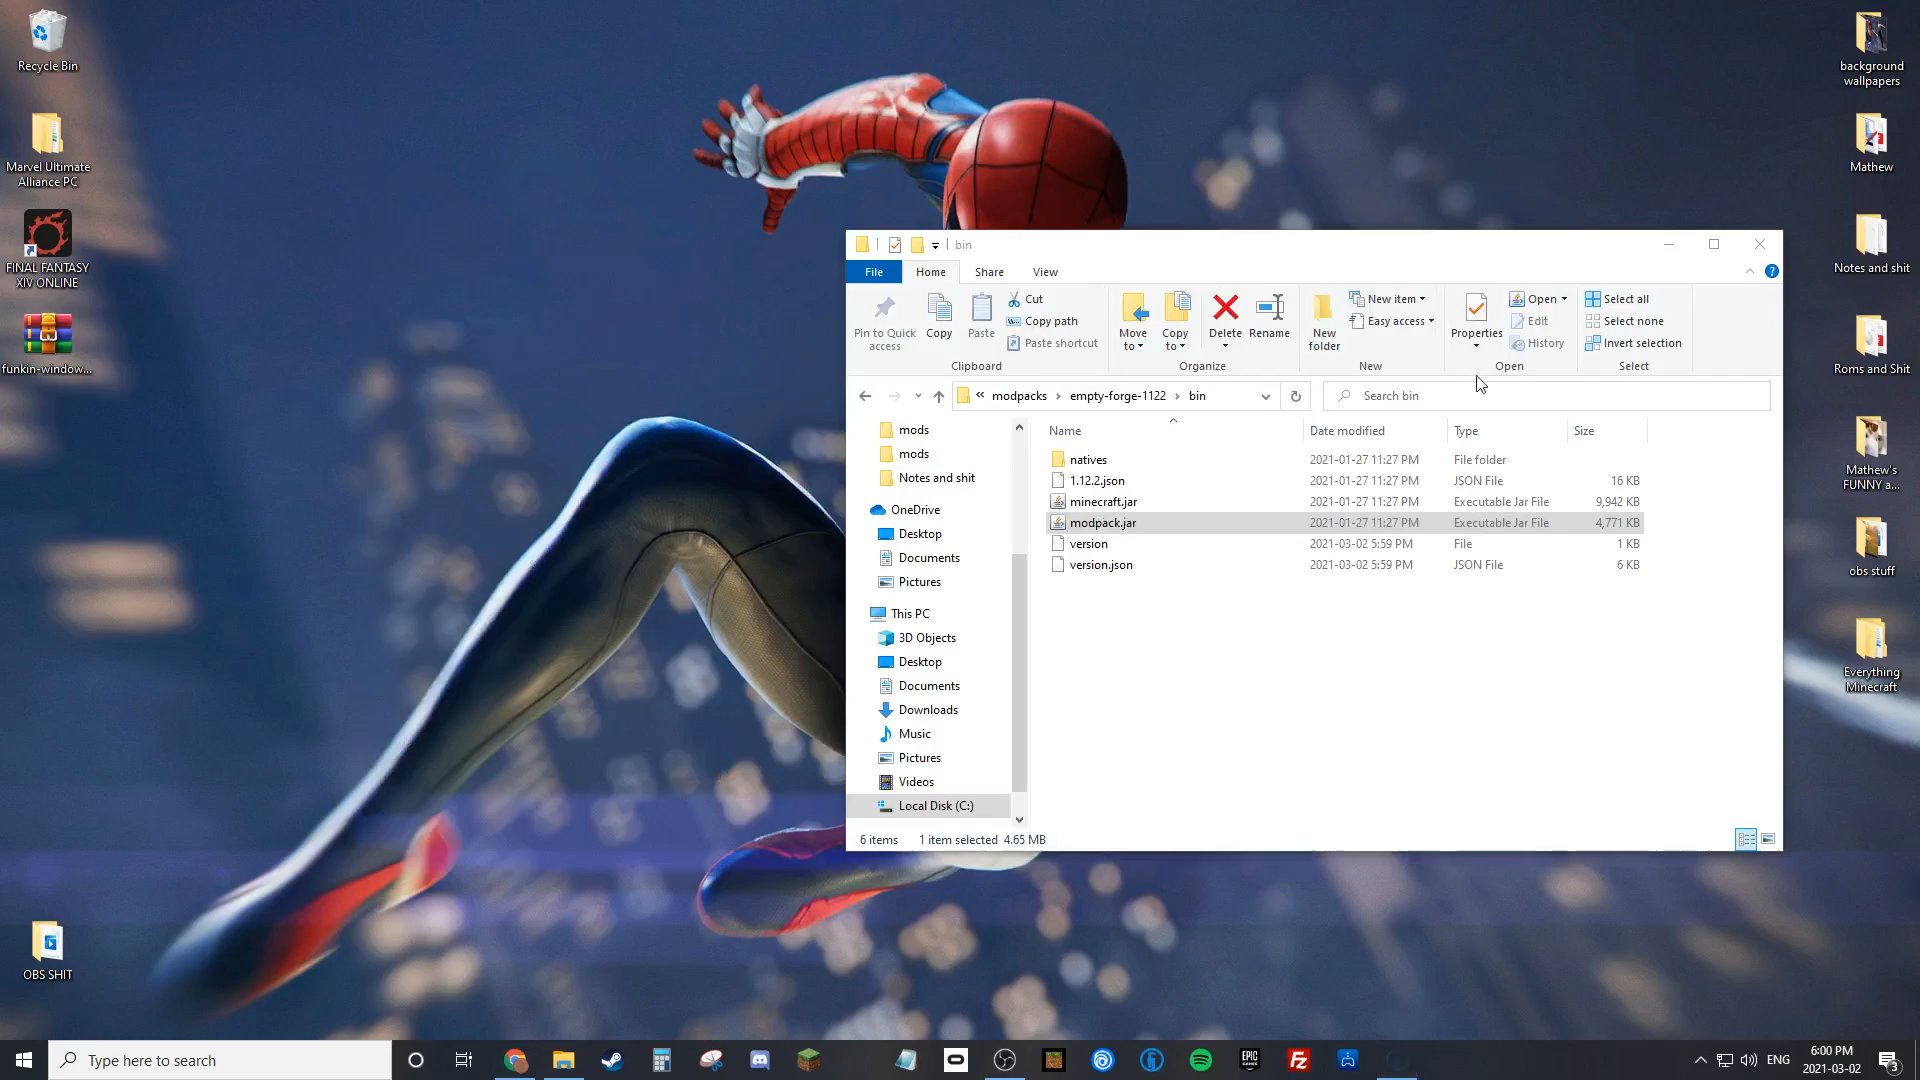 Recycle Bin
Marvel Ultimate
Alliance PC
FINAL FANTASY
XIV ONLINE
funkin-window...
OBS SHIT
background
wallpapers
Mathew
Notes and shit
Roms and Shit
Mathew's
FUNNY a...
obs stuff
Everything
Minecraft
bin
File
Home
Share
View
Pin to Quick
access
Copy
Paste
Cut
Copy path
Paste shortcut
Clipboard
Move
to
Copy
to
Delete
Rename
Organize
New
folder
New item
Easy access
New
Properties
Open
Edit
History
Open
Select all
Select none
Invert selection
Select
« modpacks › empty-forge-1122 › bin
Search bin
mods
mods
Notes and shit
OneDrive
Desktop
Documents
Pictures
This PC
3D Objects
Desktop
Documents
Downloads
Music
Pictures
Videos
Local Disk (C:)
Name Date modified Type Size
natives 2021-01-27 11:27 PM File folder
1.12.2.json 2021-01-27 11:27 PM JSON File 16 KB
minecraft.jar 2021-01-27 11:27 PM Executable Jar File 9,942 KB
modpack.jar 2021-01-27 11:27 PM Executable Jar File 4,771 KB
version 2021-03-02 5:59 PM File 1 KB
version.json 2021-03-02 5:59 PM JSON File 6 KB
6 items 1 item selected 4.65 MB
Type here to search
EPIC
GAMES
ENG
6:00 PM
2021-03-02
3